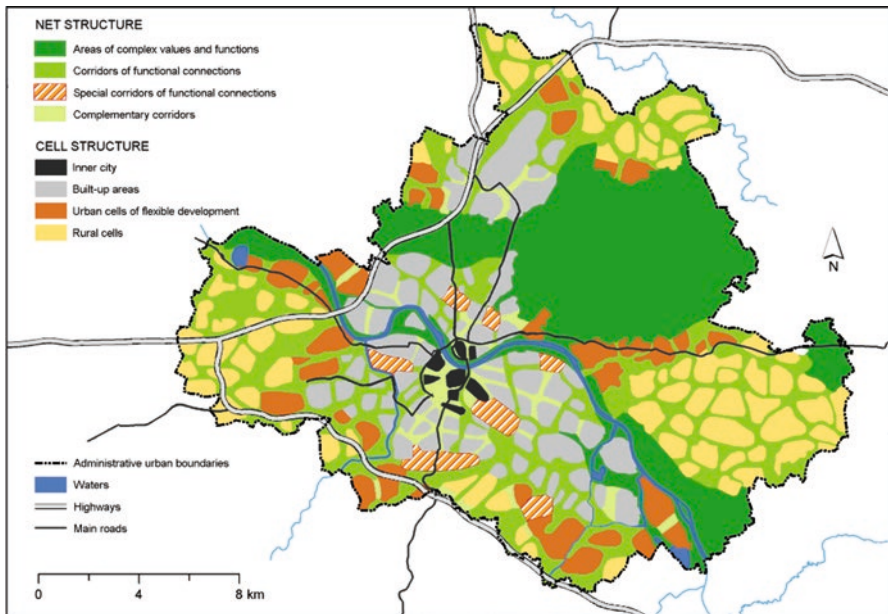 NET STRUCTURE
Areas of complex values and functions
Corridors of functional connections
Special corridors of functional connections
Complementary corridors
CELL STRUCTURE
Inner city
Built-up areas
Urban cells of flexible development
Rural cells
N
Administrative urban boundaries
Waters
Highways
Main roads
0 4 8 km